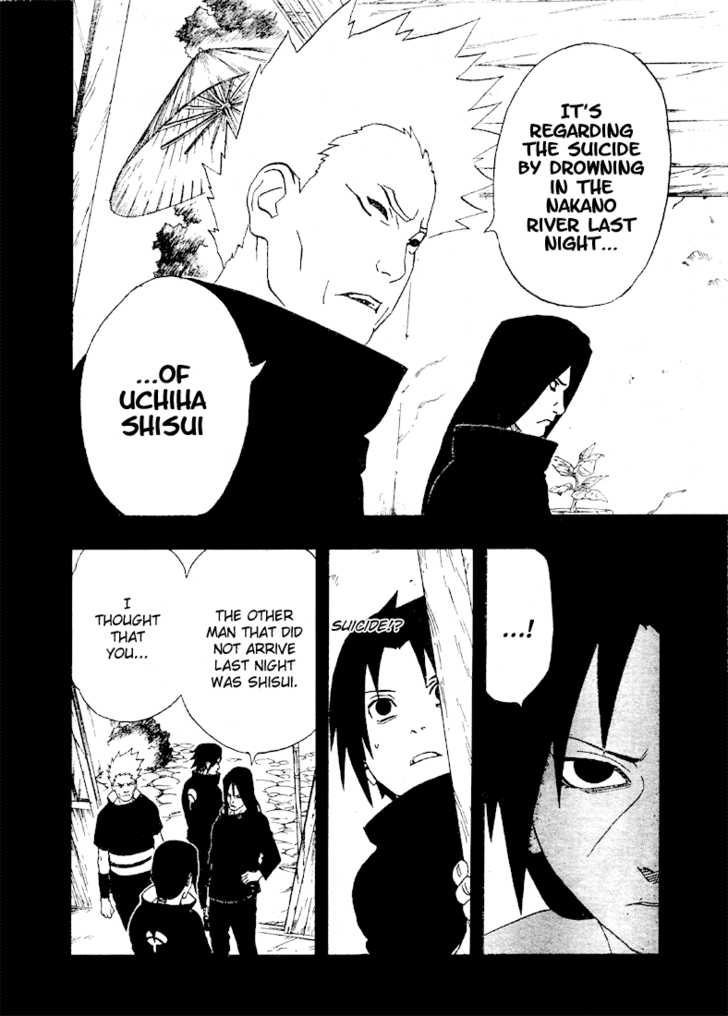 IT'S
REGARDING
THE SUICIDE
BY DROWNING
IN THE
NAKANO
RIVER LAST
NIGHT...
...OF
UCHIHA
SHISUI
...!
SUICIDE!?
THE OTHER
MAN THAT DID
NOT ARRIVE
LAST NIGHT
WAS SHISUI.
I
THOUGHT
THAT
YOU...